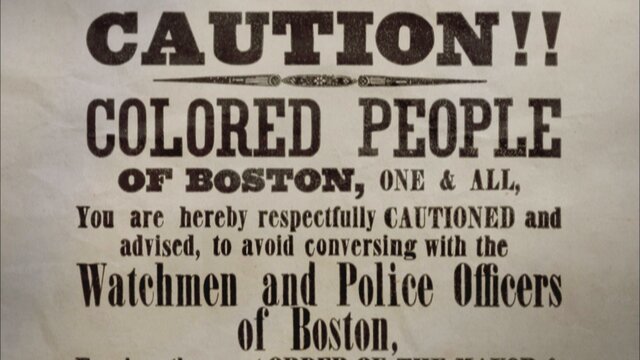 CAUTION!!
COLORED PEOPLE
OF BOSTON, ONE & ALL,
You are hereby respectfully CAUTIONED and
advised, to avoid conversing with the
Watchmen and Police Officers
of Boston,